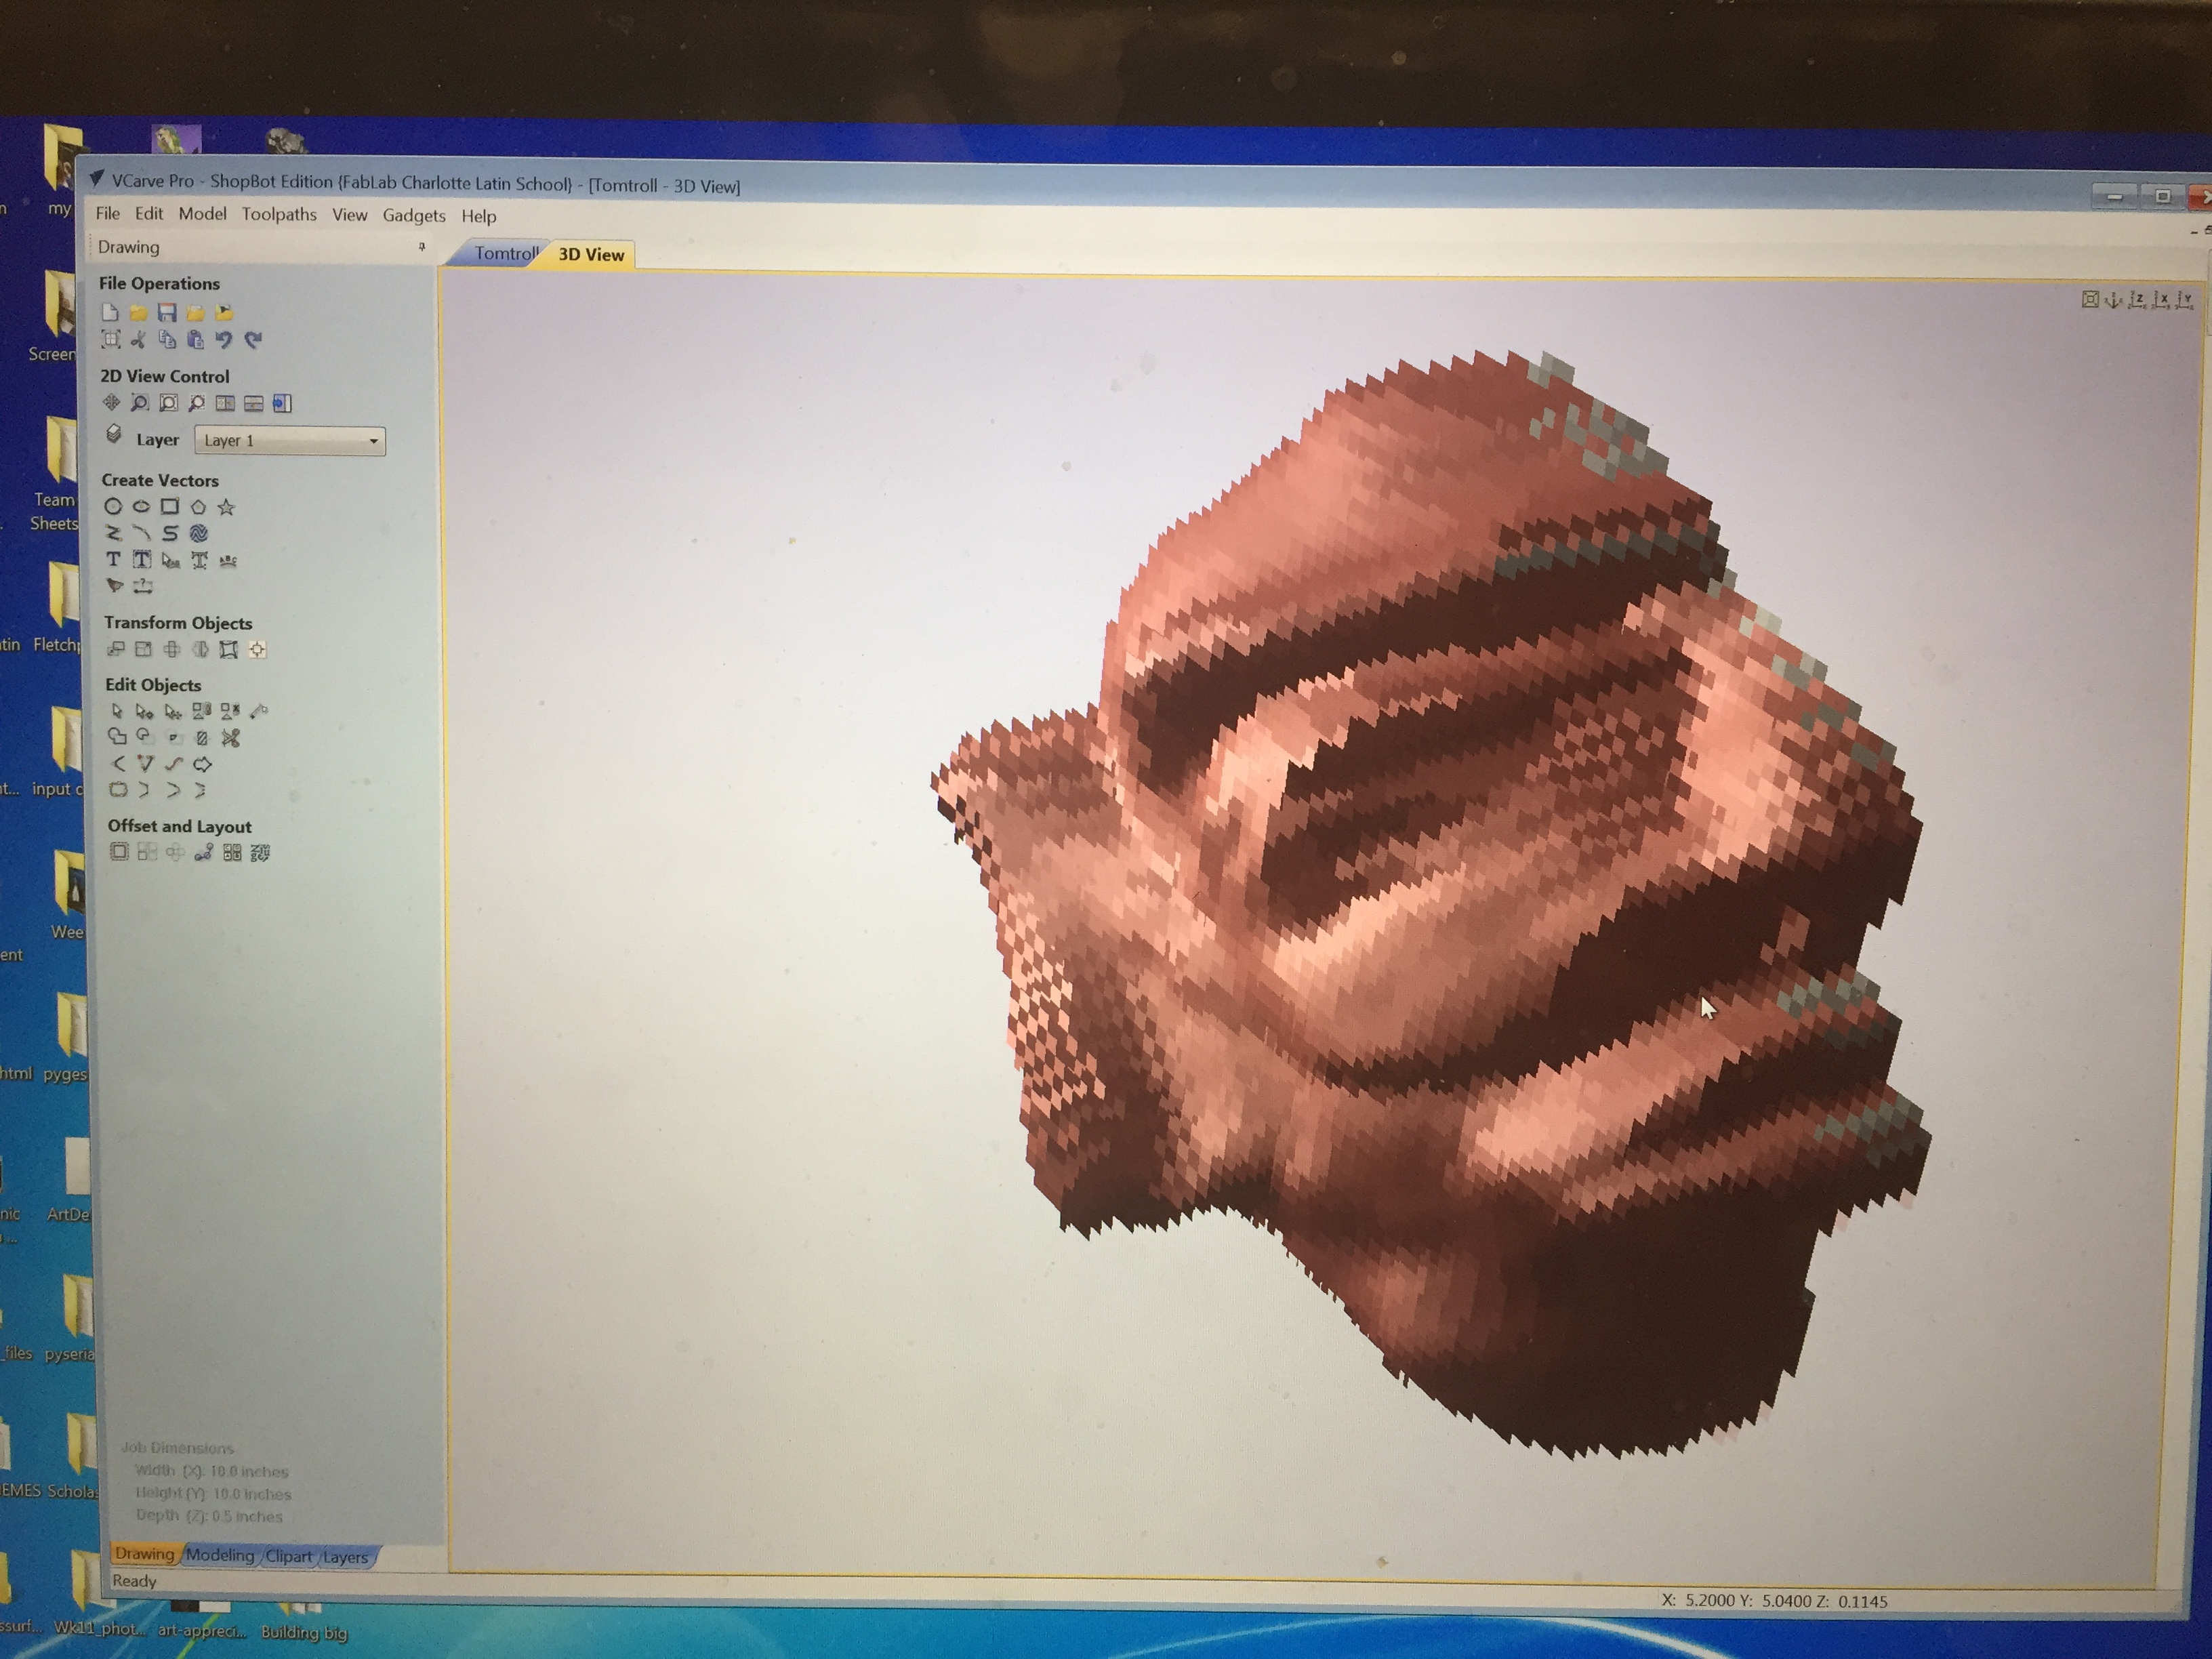 VCarve Pro - ShopBot Edition {FabLab Charlotte Latin School} - [Tomtroll - 3D View]
File Edit Model Toolpaths View Gadgets Help
Drawing
Tomtroll 3D View
File Operations
2D View Control
Layer Layer 1
Create Vectors
Transform Objects
Edit Objects
Offset and Layout
Job Dimensions
Width (X): 10.0 inches
Height (Y): 10.0 inches
Depth (Z): 0.5 inches
Drawing Modeling Clipart Layers
Ready
X: 5.2000 Y: 5.0400 Z: 0.1145
my
Screen
Team
Sheets
tin Fletchp
input c
Wee
ent
html pyges
nic ArtDe
_files pyseria
EMES Scholas
ssurf... Wk11_phot... art-appreci... Building big